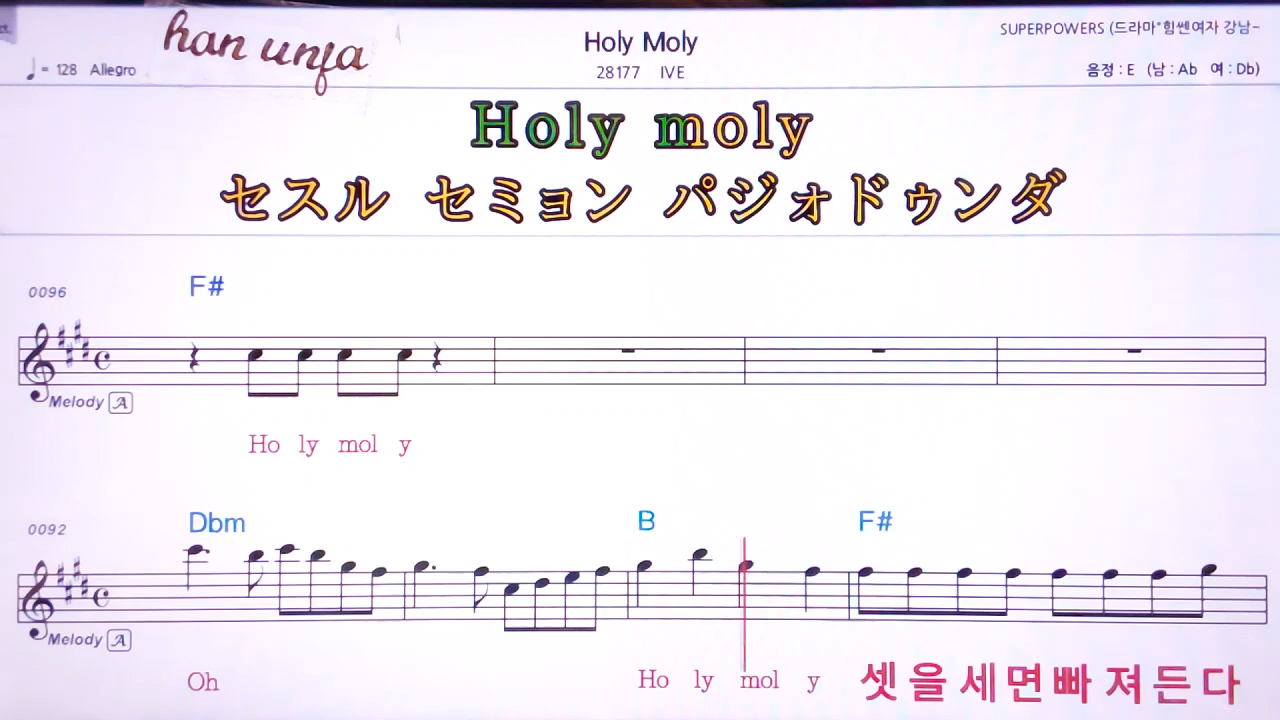 han unfa
♩= 128 Allegro
Holy Moly
28177 IVE
SUPERPOWERS (드라마"힘쎈여자 강남~
음정 : E (남 : Ab 여 : Db)
Holy moly
セスル セミョン パジォドゥンダ
0096
F#
Melody A
Ho ly mol y
0092
Dbm B F#
Melody A
Oh Ho ly mol y 셋 을 세 면 빠 져 든 다